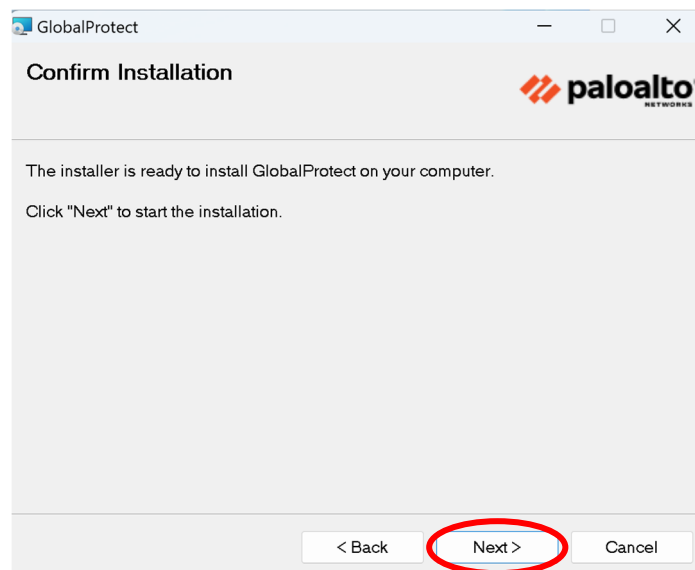 GlobalProtect
Confirm Installation
paloalto
NETWORKS
The installer is ready to install GlobalProtect on your computer.
Click "Next" to start the installation.
< Back
Next >
Cancel